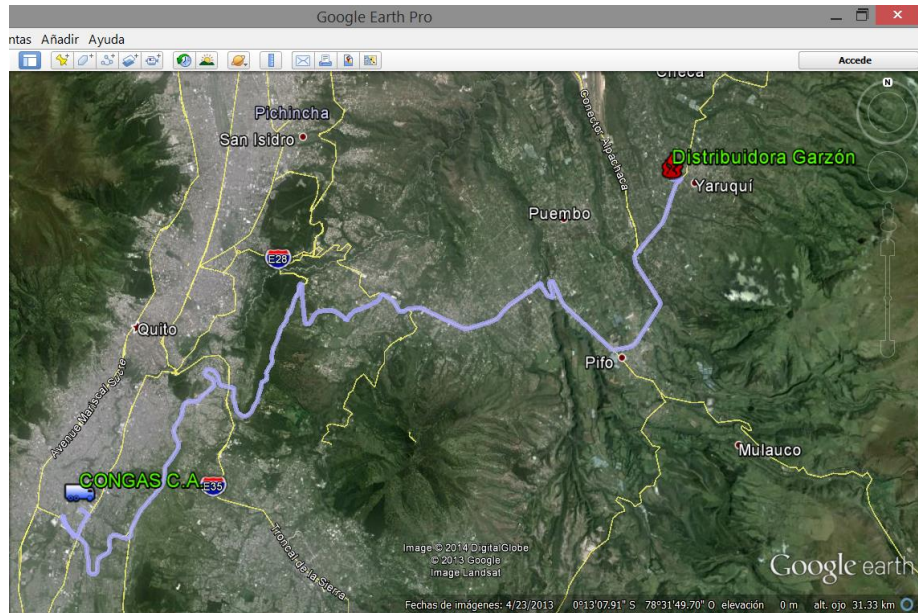 Google Earth Pro
ntas Añadir Ayuda
Accede
N
Checa
Pichincha
San Isidro
Conector Alpachaca
Distribuidora Garzón
Yaruquí
Puembo
E28
Quito
Pifo
Avenue Mariscal Sucre
Mulauco
CONGAS C.A.
E35
Troncal de la Sierra
Image © 2014 DigitalGlobe
© 2013 Google
Image Landsat
Google earth
Fechas de imágenes: 4/23/2013 0°13'07.91" S 78°31'49.70" O elevación 0 m alt. ojo 31.33 km